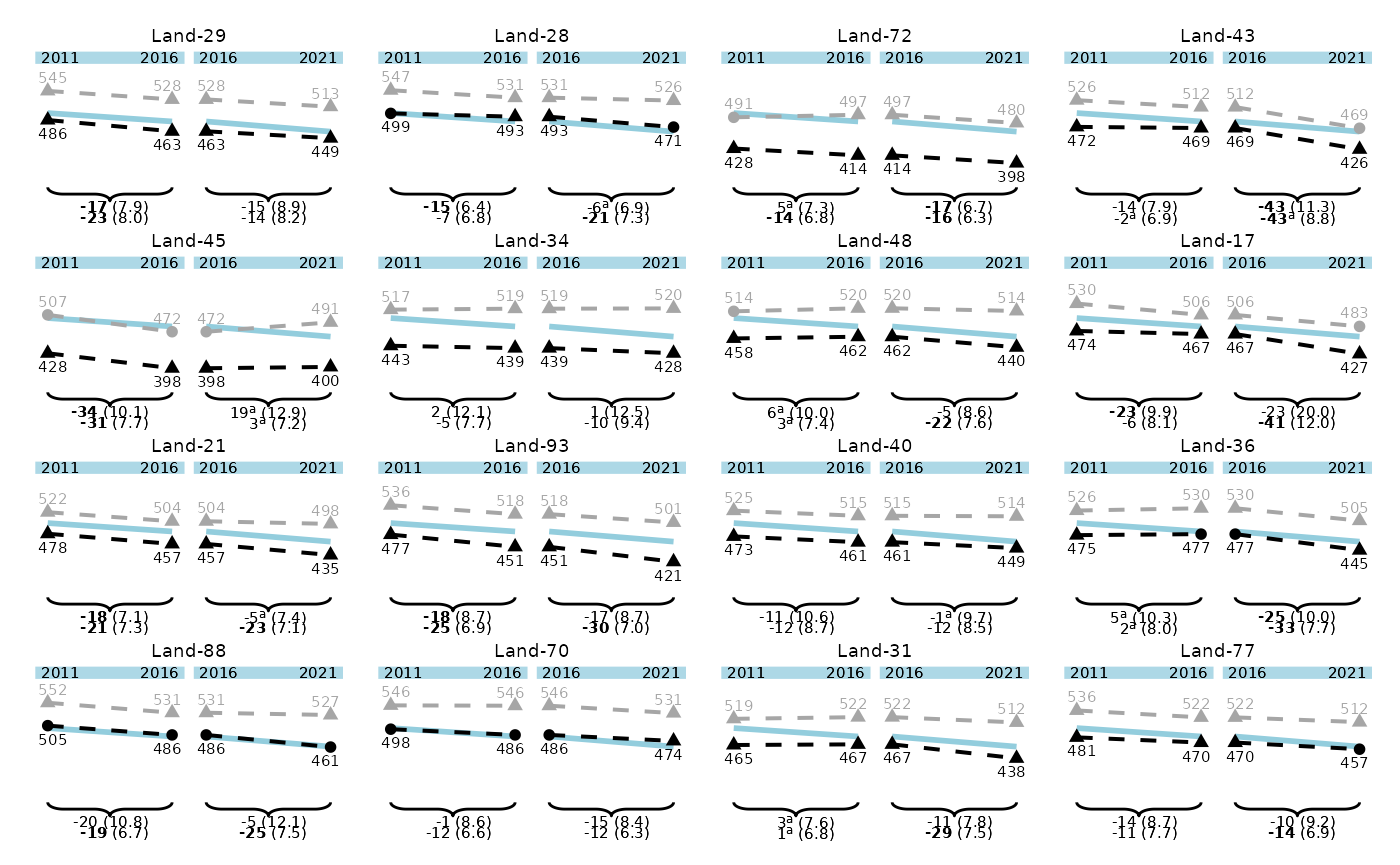 Land-29 Land-28 Land-72 Land-43
2011 2016 2016 2021 2011 2016 2016 2021 2011 2016 2016 2021 2011 2016 2016 2021
545 528 528 513 547 531 531 526 491 497 497 480 526 512 512 469
486 463 463 449 499 493 493 471 428 414 414 398 472 469 469 426
-17 (7.9) -15 (8.9) -15 (6.4) -6ª (6.9) 5ª (7.3) -17 (6.7) -14 (7.9) -43 (11.3)
-23 (8.0) -14 (8.2) -7 (6.8) -21 (7.3) -14 (6.8) -16 (6.3) -2ª (6.9) -43ª (8.8)
Land-45 Land-34 Land-48 Land-17
2011 2016 2016 2021 2011 2016 2016 2021 2011 2016 2016 2021 2011 2016 2016 2021
507 472 472 491 517 519 519 520 514 520 520 514 530 506 506 483
428 398 398 400 443 439 439 428 458 462 462 440 474 467 467 427
-34 (10.1) 19ª (12.9) 2 (12.1) 1 (12.5) 6ª (10.0) -5 (8.6) -23 (9.9) -23 (20.0)
-31 (7.7) 3ª (7.2) -5 (7.7) -10 (9.4) 3ª (7.4) -22 (7.6) -6 (8.1) -41 (12.0)
Land-21 Land-93 Land-40 Land-36
2011 2016 2016 2021 2011 2016 2016 2021 2011 2016 2016 2021 2011 2016 2016 2021
522 504 504 498 536 518 518 501 525 515 515 514 526 530 530 505
478 457 457 435 477 451 451 421 473 461 461 449 475 477 477 445
-18 (7.1) -5ª (7.4) -18 (8.7) -17 (8.7) -11 (10.6) -1ª (9.7) 5ª (10.3) -25 (10.0)
-21 (7.3) -23 (7.1) -25 (6.9) -30 (7.0) -12 (8.7) -12 (8.5) 2ª (8.0) -33 (7.7)
Land-88 Land-70 Land-31 Land-77
2011 2016 2016 2021 2011 2016 2016 2021 2011 2016 2016 2021 2011 2016 2016 2021
552 531 531 527 546 546 546 531 519 522 522 512 536 522 522 512
505 486 486 461 498 486 486 474 465 467 467 438 481 470 470 457
-20 (10.8) -5 (12.1) -1 (8.6) -15 (8.4) 3ª (7.6) -11 (7.8) -14 (8.7) -10 (9.2)
-19 (6.7) -25 (7.5) -12 (6.6) -12 (6.3) 1ª (6.8) -29 (7.5) -11 (7.7) -14 (6.9)